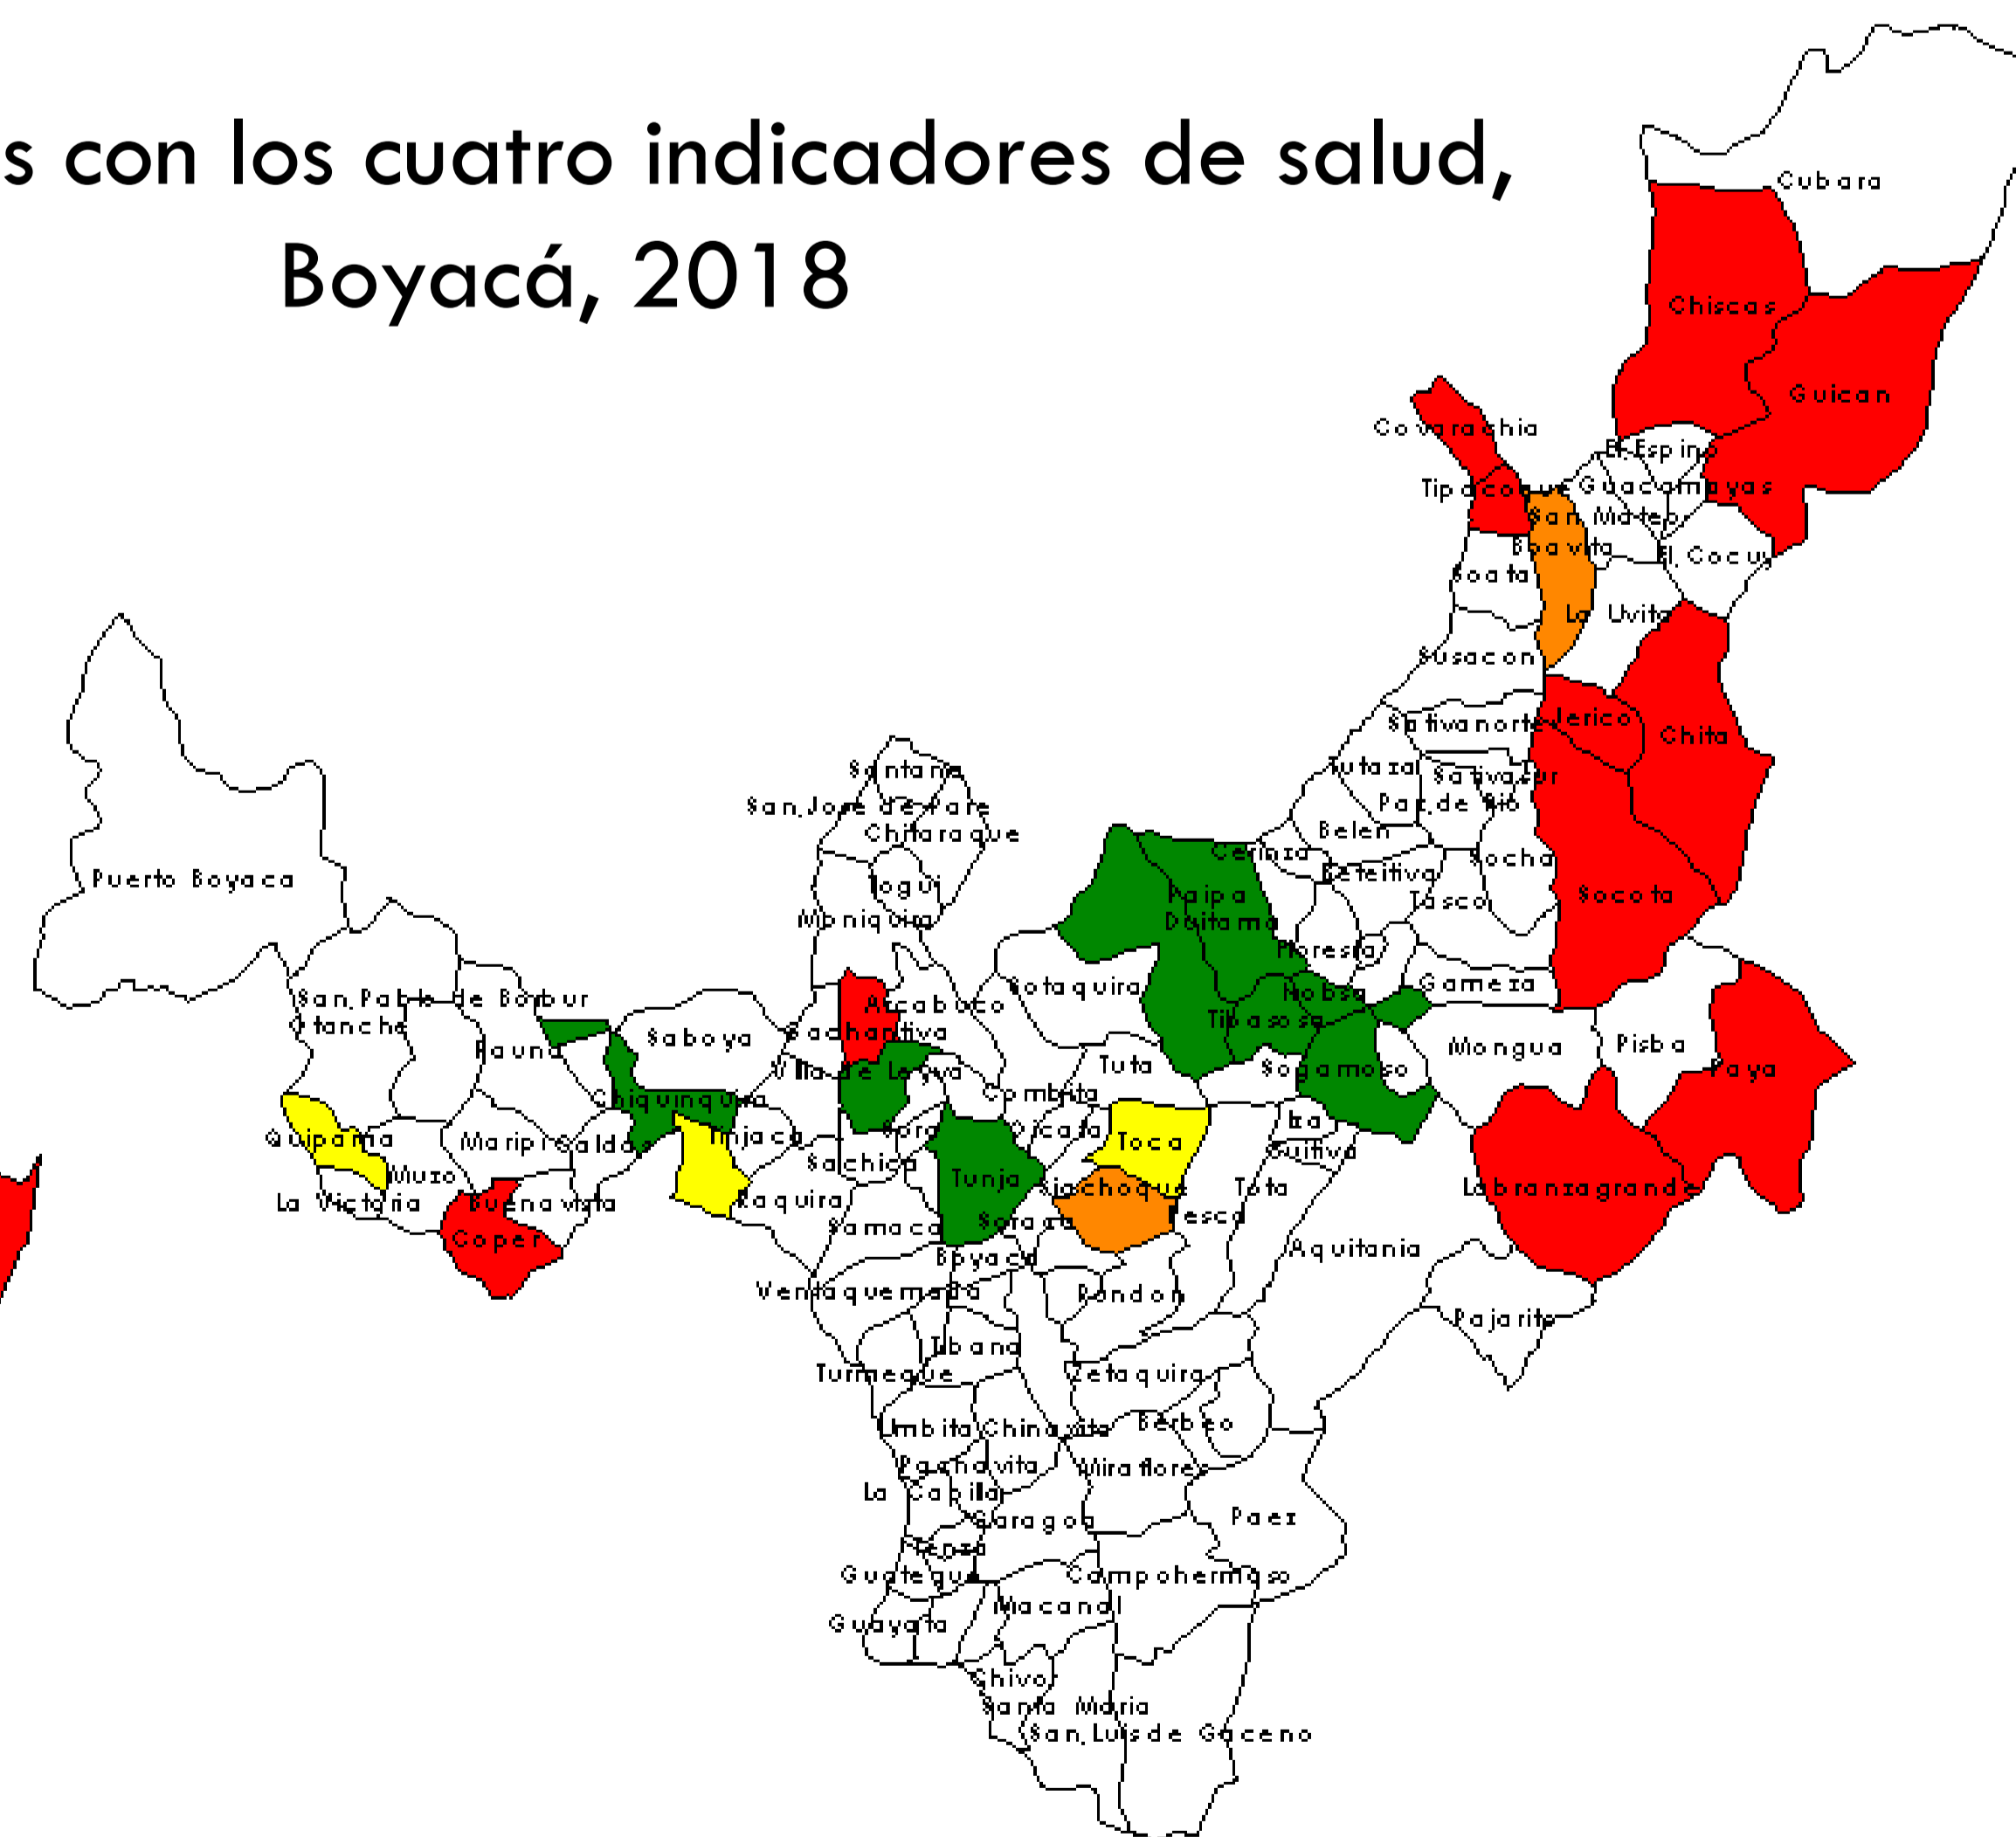 s con los cuatro indicadores de salud,
Boyacá, 2018
Cubara
Chiscas
Guican
Covarachia
El Espino
Tipacoque
Guacamayas
San Mateo
Boavita
El Cocuy
Soata
La Uvita
Susacon
Sativanorte
Jerico
Chita
Santana
Tutaza
Sativasur
San Jose de Pare
Paz de Rio
Chitaraque
Belen
Cerinza
Socha
Puerto Boyaca
Togui
Beteitiva
Paipa
Tasco
Socota
Moniquira
Duitama
Floresta
Sotaquira
Gameza
San Pablo de Borbur
Nobsa
Arcabuco
Otanche
Tibasosa
Sachantiva
Saboya
Pauna
Mongua
Pisba
Tuta
Villa de Leyva
Sogamoso
Paya
Combita
Chiquinquira
Iza
Quipama
Maripi
Caldas
Tinjaca
Sora
Oicata
Toca
Cuitiva
Sachica
Muzo
Tunja
Siachoque
Tota
Labranzagrande
La Victoria
Buenavista
Raquira
Samaca
Soraca
Pesca
Coper
Aquitania
Boyaca
Ventaquemada
Rondon
Pajarito
Tibana
Turmeque
Zetaquira
Umbita
Chinavita
Berbeo
Pachavita
Miraflores
La Capilla
Garagoa
Paez
Tenza
Guateque
Campohermoso
Macanal
Guayata
Chivor
Santa Maria
San Luis de Gaceno